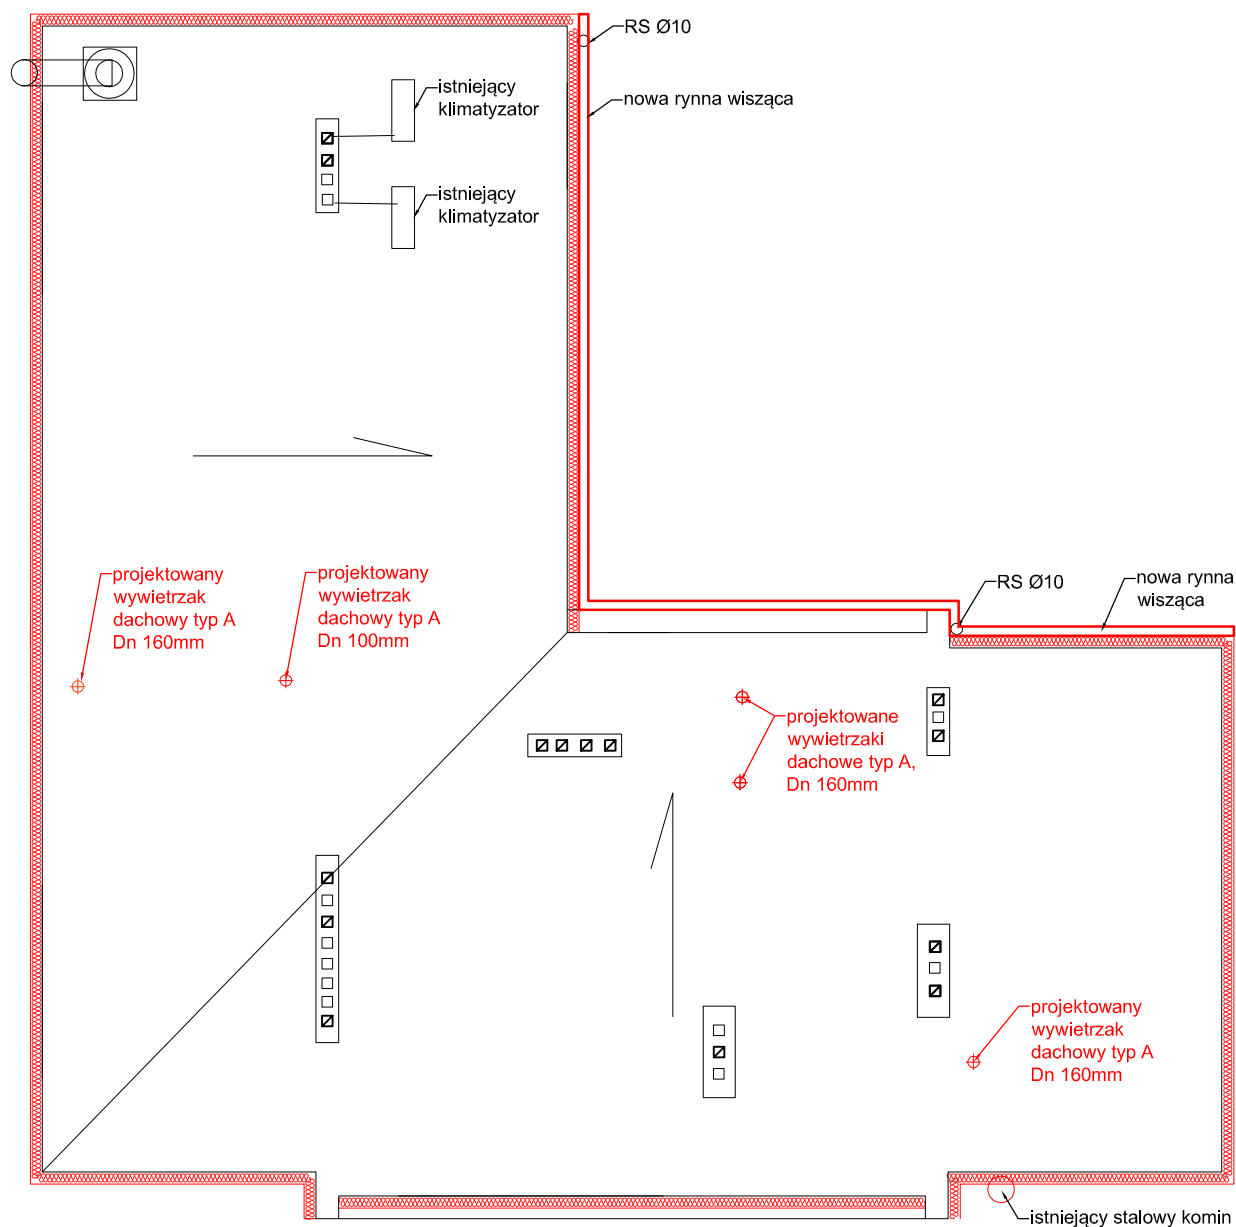 RS Ø10
istniejący
klimatyzator
nowa rynna wisząca
istniejący
klimatyzator
projektowany
wywietrzak
dachowy typ A
Dn 160mm
projektowany
wywietrzak
dachowy typ A
Dn 100mm
RS Ø10
nowa rynna
wisząca
projektowane
wywietrzaki
dachowe typ A,
Dn 160mm
projektowany
wywietrzak
dachowy typ A
Dn 160mm
istniejący stalowy komin